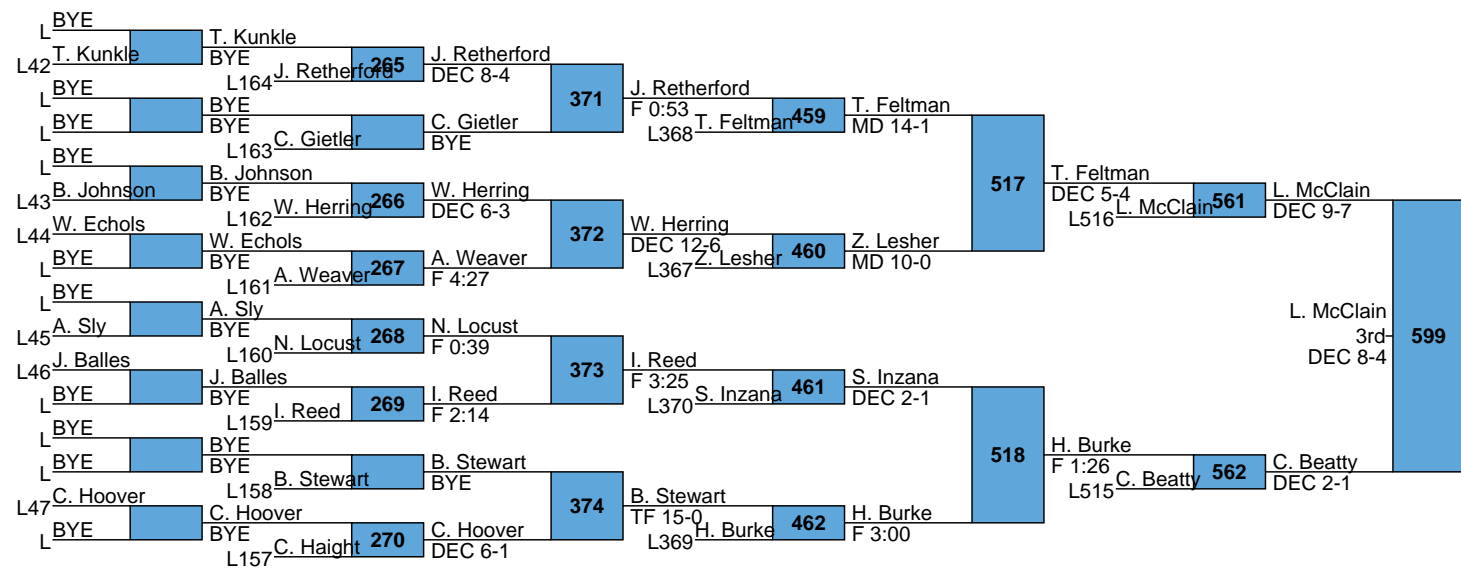 BYE
L
T. Kunkle
L42
T. Kunkle
BYE
J. Retherford
L164
265
J. Retherford
DEC 8-4
BYE
L
BYE
L
BYE
BYE
C. Gietler
L163
C. Gietler
BYE
371
J. Retherford
F 0:53
T. Feltman
L368
459
T. Feltman
MD 14-1
BYE
L
B. Johnson
L43
B. Johnson
BYE
W. Herring
L162
266
W. Herring
DEC 6-3
W. Echols
L44
BYE
L
W. Echols
BYE
A. Weaver
L161
267
A. Weaver
F 4:27
372
W. Herring
DEC 12-6
Z. Lesher
L367
460
Z. Lesher
MD 10-0
517
T. Feltman
DEC 5-4
L. McClain
L516
561
L. McClain
DEC 9-7
BYE
L
A. Sly
L45
A. Sly
BYE
N. Locust
L160
268
N. Locust
F 0:39
J. Balles
L46
BYE
L
J. Balles
BYE
I. Reed
L159
269
I. Reed
F 2:14
373
I. Reed
F 3:25
S. Inzana
L370
461
S. Inzana
DEC 2-1
BYE
L
BYE
L
BYE
BYE
B. Stewart
L158
B. Stewart
BYE
C. Hoover
L47
BYE
L
C. Hoover
BYE
C. Haight
L157
270
C. Hoover
DEC 6-1
374
B. Stewart
TF 15-0
H. Burke
L369
462
H. Burke
F 3:00
518
H. Burke
F 1:26
C. Beatty
L515
562
C. Beatty
DEC 2-1
599
L. McClain
3rd
DEC 8-4